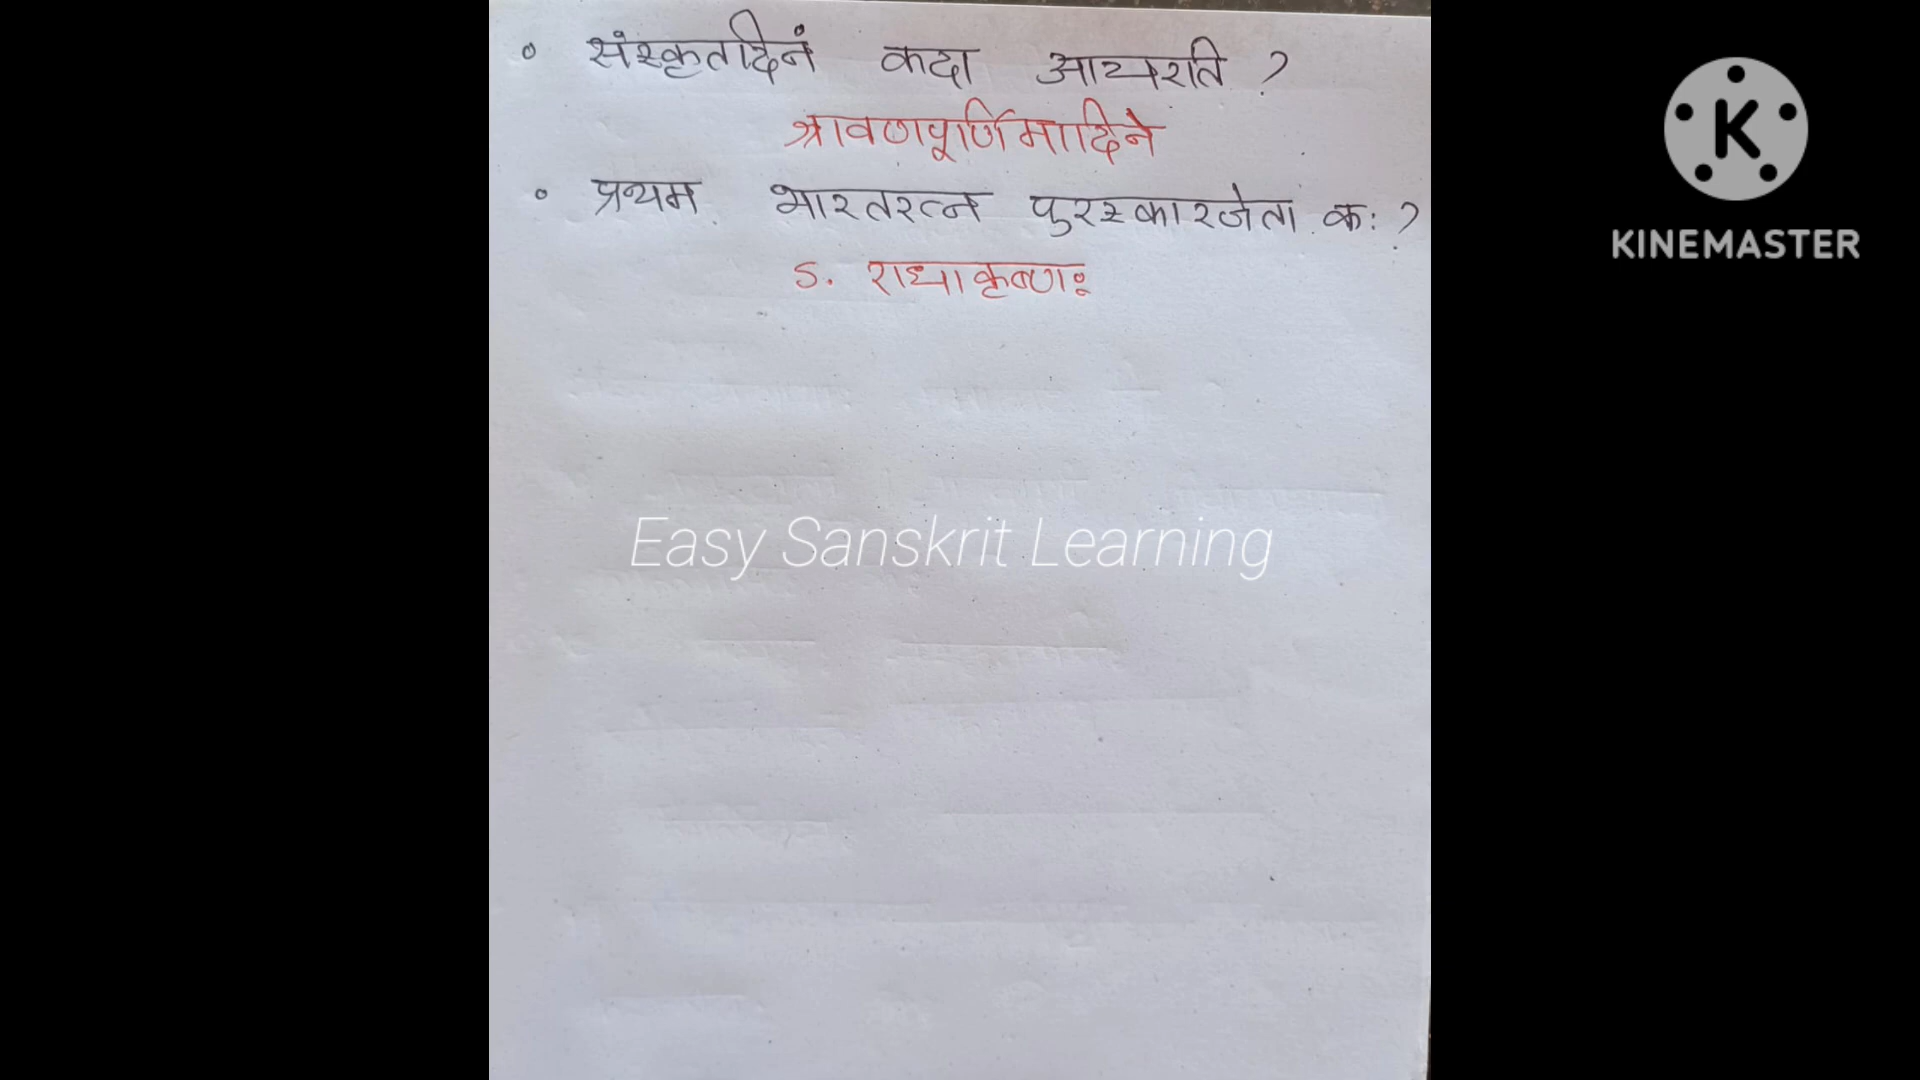 संस्कृतदिनं कदा आचरति ?
श्रावणपूर्णिमादिने
प्रथम भारतरत्न पुरस्कारजेता कः ?
S. राधाकृष्णः
Easy Sanskrit Learning
K
KINEMASTER